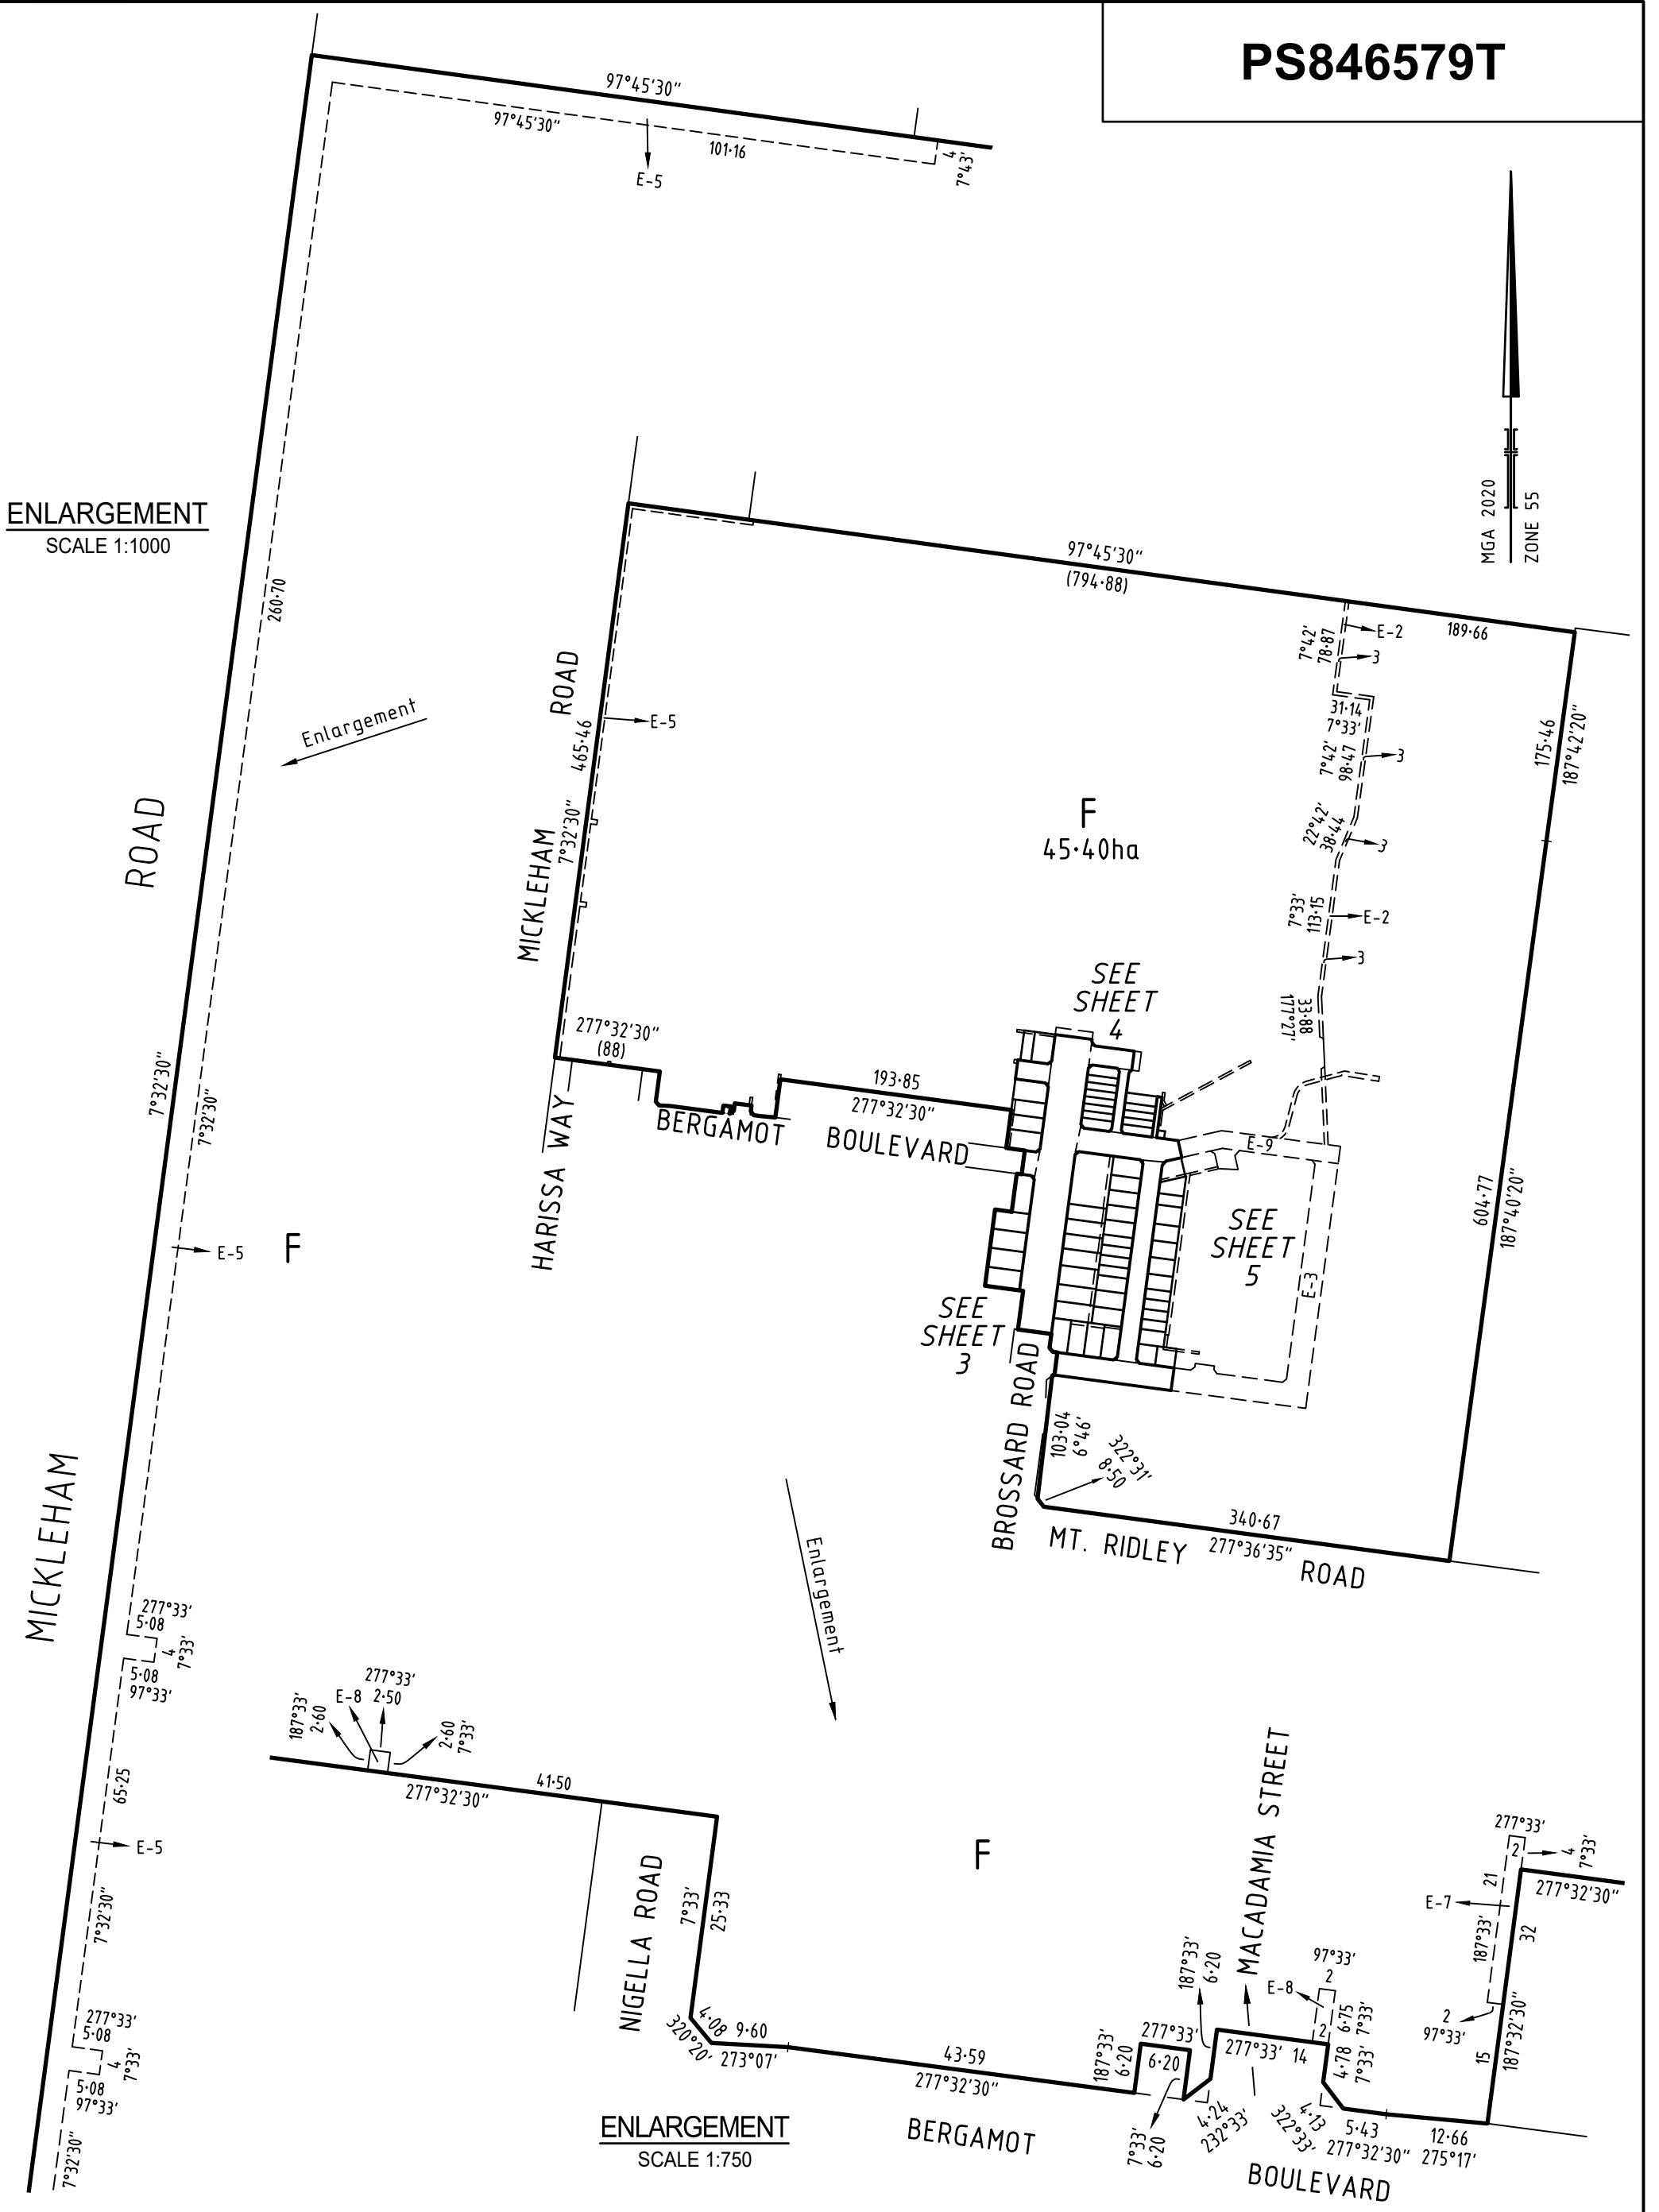 PS846579T
97°45'30"
97°45'30"
101·16
4
7°43'
E-5
ENLARGEMENT
SCALE 1:1000
260·70
Enlargement
ROAD
7°32'30"
7°32'30"
E-5
F
MICKLEHAM
277°33'
5·08
4
7°33'
5·08
97°33'
65·25
E-5
7°32'30"
277°33'
5·08
4
7°33'
5·08
97°33'
7°32'30"
MGA 2020
ZONE 55
97°45'30"
(794·88)
189·66
E-2
7°42'
78·87
3
31·14
7°33'
7°42'
98·47
3
22°42'
38·44
3
7°33'
113·15
E-2
3
33·88
177°27'
175·46
187°42'20"
604·77
187°40'20"
ROAD
465·46
E-5
7°32'30"
MICKLEHAM
F
45·40ha
SEE
SHEET
4
277°32'30"
(88)
193·85
277°32'30"
BERGAMOT
BOULEVARD
HARISSA WAY
E-9
SEE
SHEET
5
E-3
SEE
SHEET
3
BROSSARD ROAD
103·04
6°46'
322°31'
8·50
340·67
277°36'35"
MT. RIDLEY
ROAD
Enlargement
187°33'
2·60
E-8
277°33'
2·50
2·60
7°33'
41·50
277°32'30"
NIGELLA ROAD
7°33'
25·33
F
4·08
320°20'
9·60
273°07'
43·59
277°32'30"
187°33'
6·20
277°33'
6·20
187°33'
6·20
7°33'
6·20
4·24
232°33'
MACADAMIA STREET
277°33'
14
E-8
97°33'
2
2
6·75
7°33'
4·78
7°33'
4·13
322°33'
5·43
277°32'30"
12·66
275°17'
277°33'
2
4
7°33'
21
E-7
277°32'30"
187°33'
32
2
97°33'
15
187°32'30"
ENLARGEMENT
SCALE 1:750
BERGAMOT
BOULEVARD